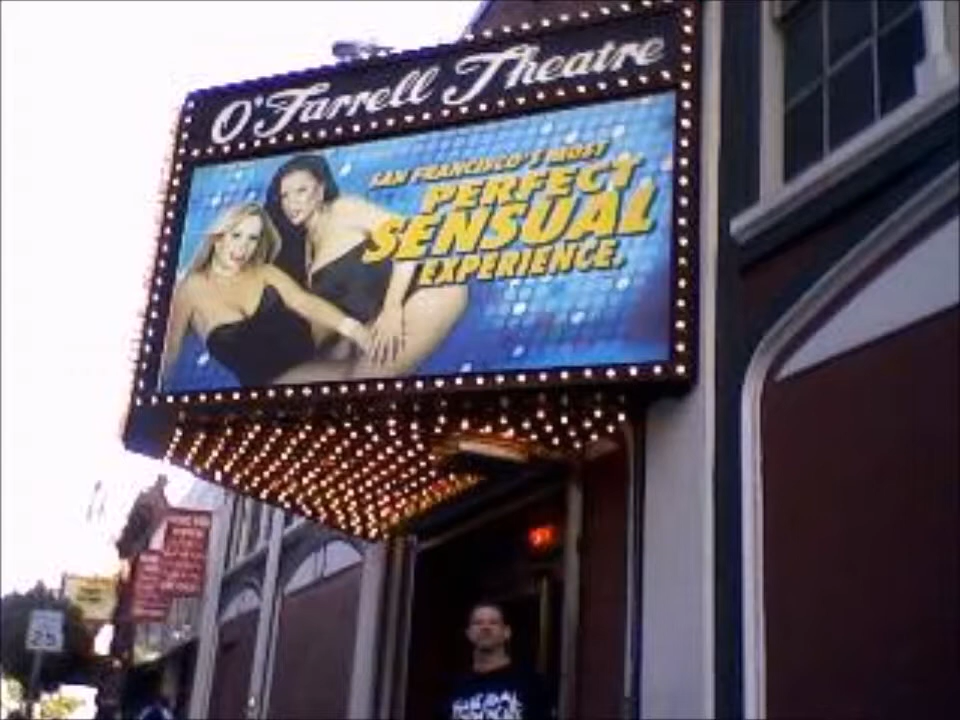 O'Farrell Theatre
SAN FRANCISCO'S MOST
PERFECT
SENSUAL
EXPERIENCE.
25